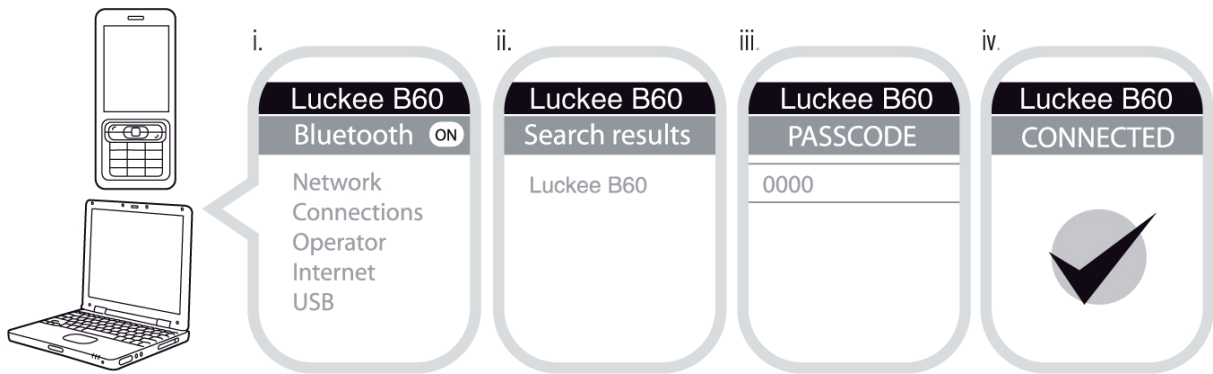 i.
Luckee B60
Bluetooth ON
Network
Connections
Operator
Internet
USB
ii.
Luckee B60
Search results
Luckee B60
iii.
Luckee B60
PASSCODE
0000
iv.
Luckee B60
CONNECTED